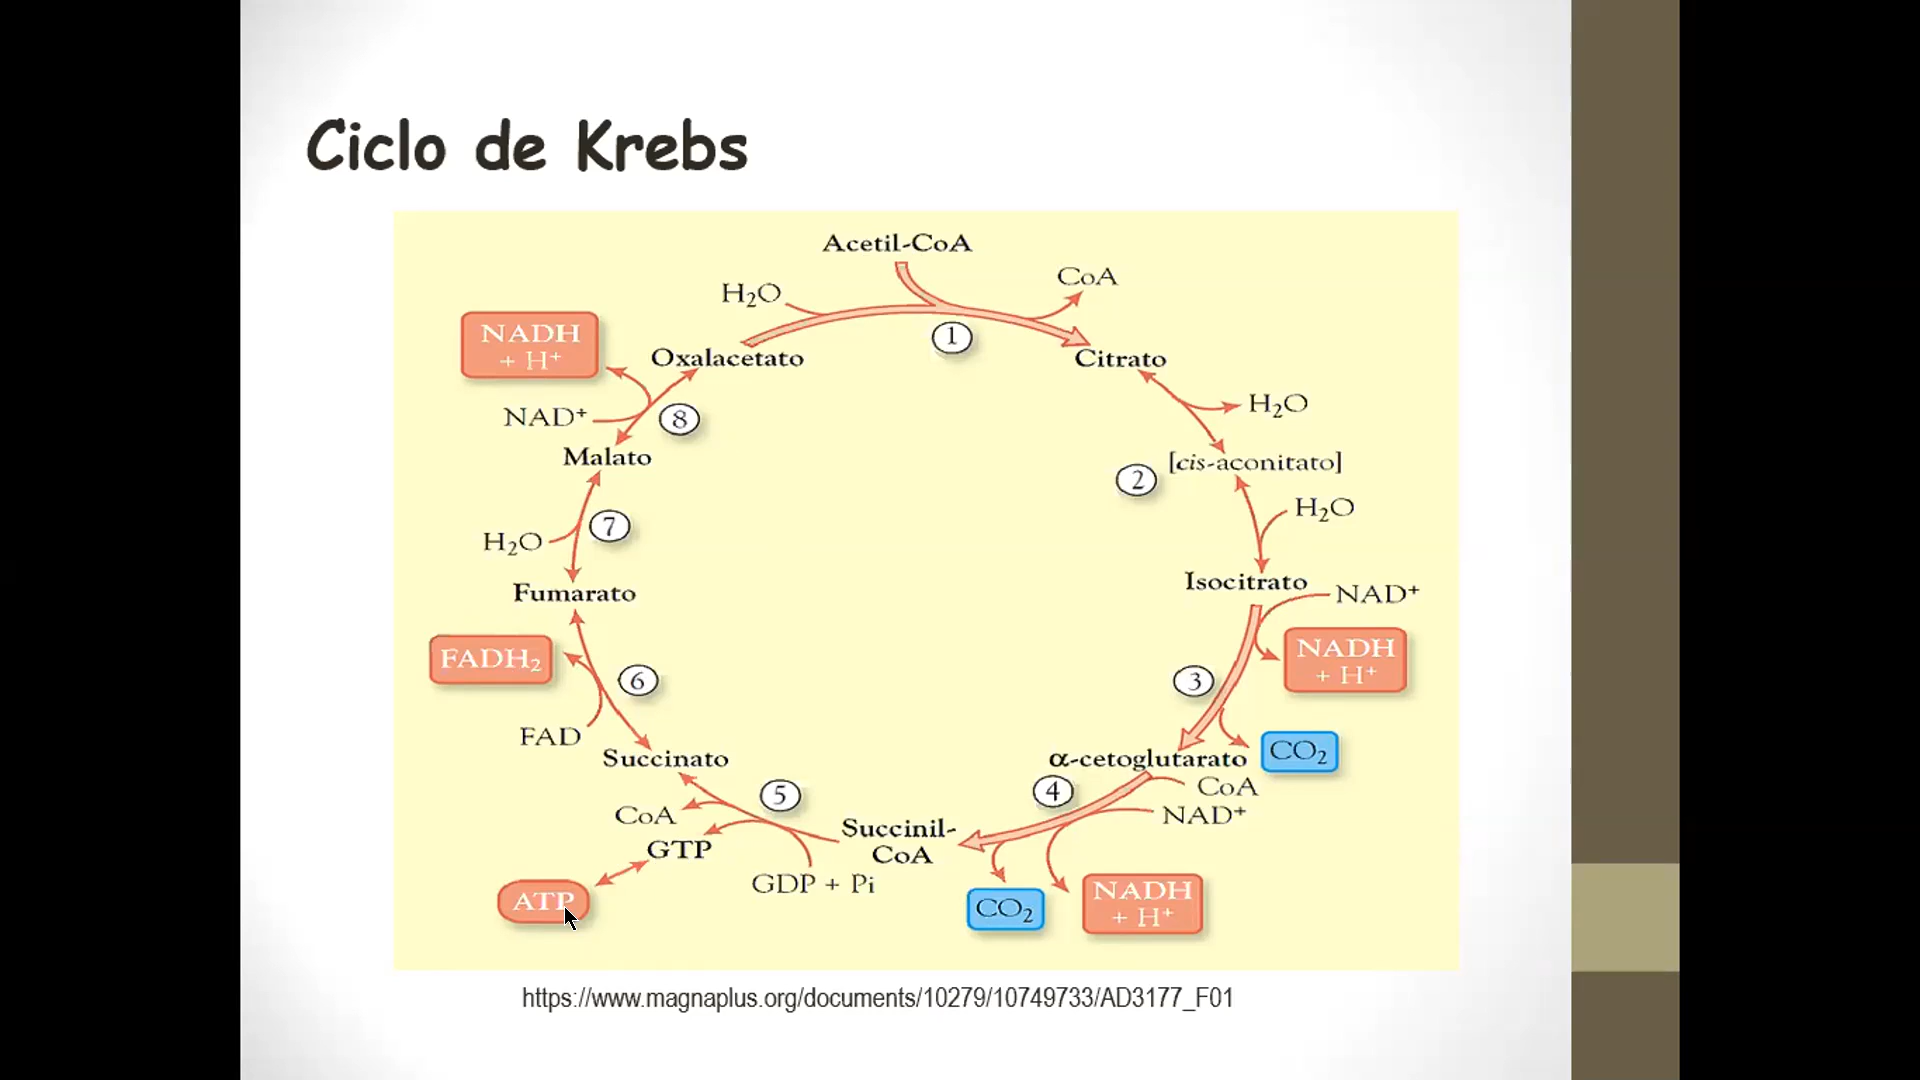 Ciclo de Krebs
Acetil-CoA
H₂O
CoA
1
Oxalacetato
Citrato
NADH
+ H⁺
NAD⁺
8
H₂O
Malato
[cis-aconitato]
2
H₂O
7
H₂O
Fumarato
Isocitrato
NAD⁺
FADH₂
6
NADH
+ H⁺
3
FAD
Succinato
α-cetoglutarato
CO₂
CoA
4
NAD⁺
5
CoA
GTP
Succinil-
CoA
GDP + Pi
ATP
CO₂
NADH
+ H⁺
https://www.magnaplus.org/documents/10279/10749733/AD3177_F01